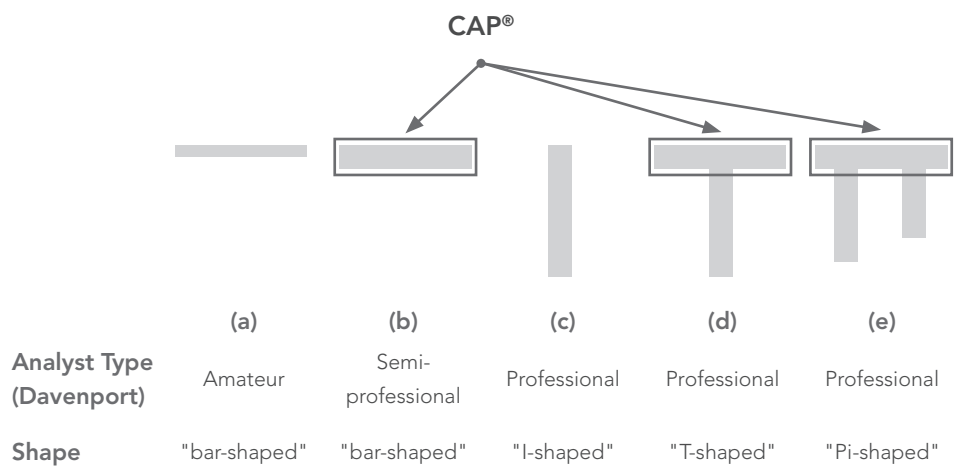 CAP®
(a) (b) (c) (d) (e)
Analyst Type
(Davenport)
Amateur
Semi-
professional
Professional
Professional
Professional
Shape "bar-shaped" "bar-shaped" "I-shaped" "T-shaped" "Pi-shaped"